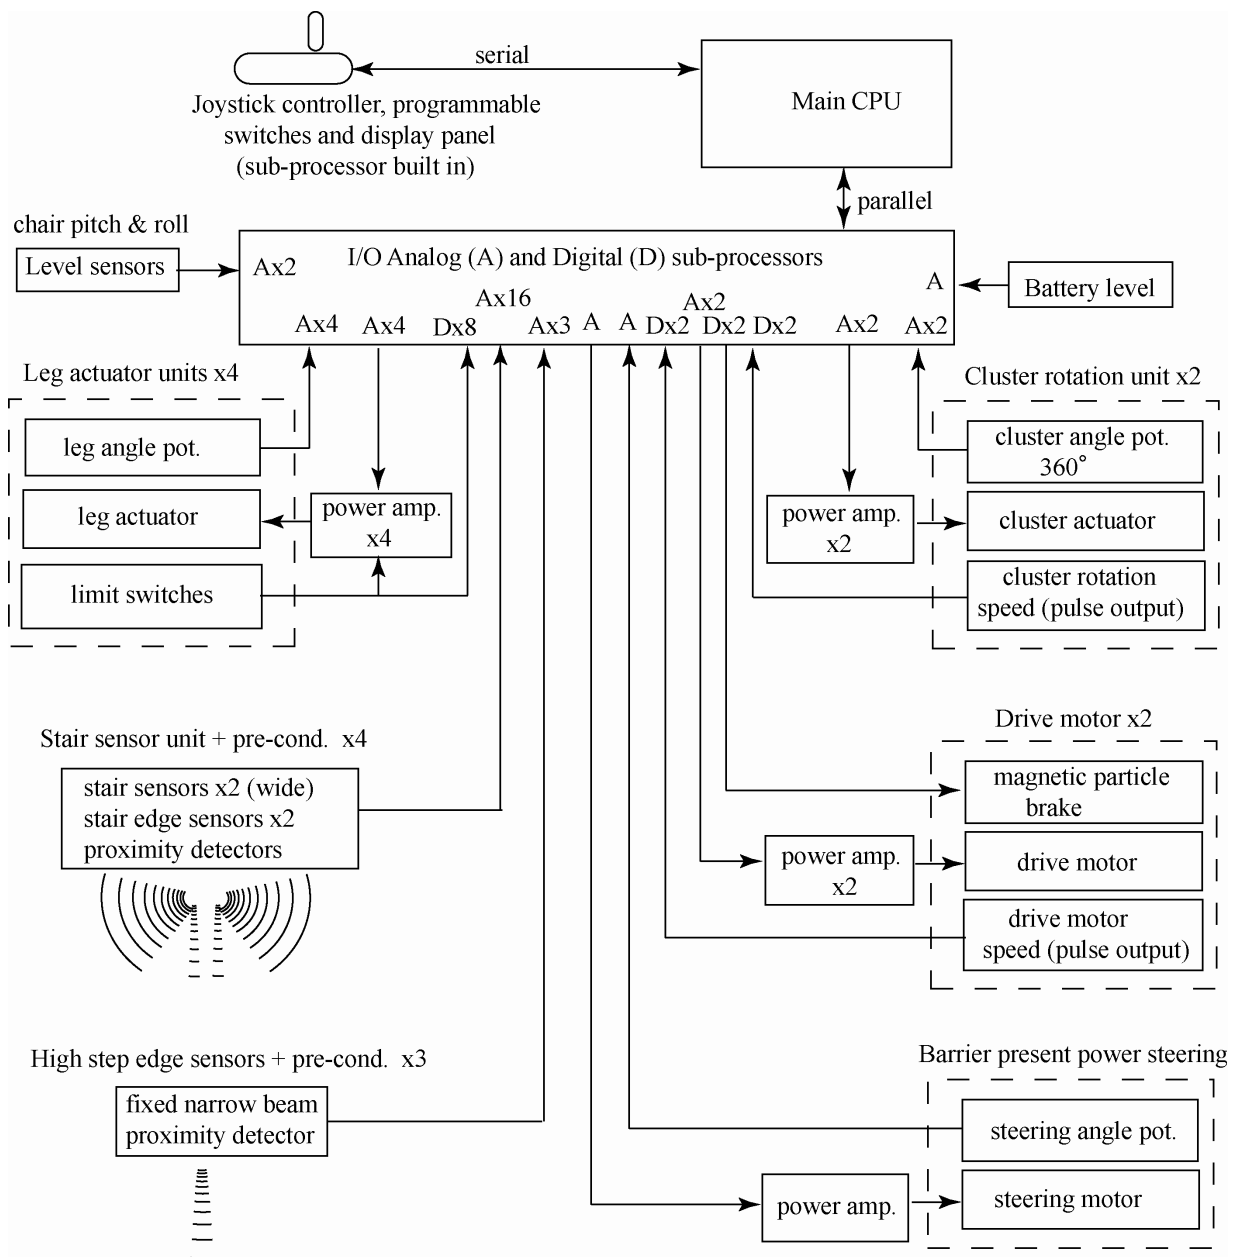 serial
Main CPU
Joystick controller, programmable
switches and display panel
(sub-processor built in)
parallel
chair pitch & roll
Level sensors
Ax2
I/O Analog (A) and Digital (D) sub-processors
A
Battery level
Ax16
Ax2
Ax4
Ax4
Dx8
Ax3
A
A
Dx2
Dx2
Dx2
Ax2
Ax2
Leg actuator units x4
leg angle pot.
leg actuator
limit switches
power amp.
x4
Cluster rotation unit x2
cluster angle pot.
360°
cluster actuator
cluster rotation
speed (pulse output)
power amp.
x2
Stair sensor unit + pre-cond. x4
stair sensors x2 (wide)
stair edge sensors x2
proximity detectors
Drive motor x2
magnetic particle
brake
power amp.
x2
drive motor
drive motor
speed (pulse output)
High step edge sensors + pre-cond. x3
fixed narrow beam
proximity detector
Barrier present power steering
steering angle pot.
power amp.
steering motor